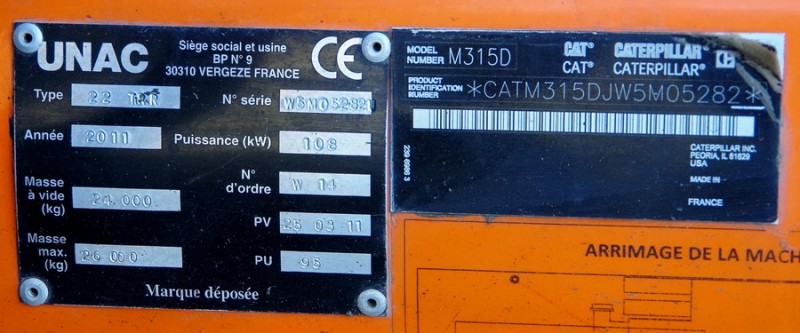 UNAC
Siège social et usine
BP N° 9
30310 VERGEZE FRANCE
CE
Type 22 TRR N° série W5M05282U
Année 2011 Puissance (kW) 108
Masse à vide (kg) 24.000 N° d'ordre W 14
PV 25 03 11
Masse max. (kg) 26 000 PU 95
Marque déposée
MODEL NUMBER M315D CAT® CATERPILLAR®
CAT® CATERPILLAR®
PRODUCT IDENTIFICATION NUMBER *CATM315DJW5M05282*
CATERPILLAR INC.
PEORIA, IL 61629
USA
MADE IN
FRANCE
ARRIMAGE DE LA MACH